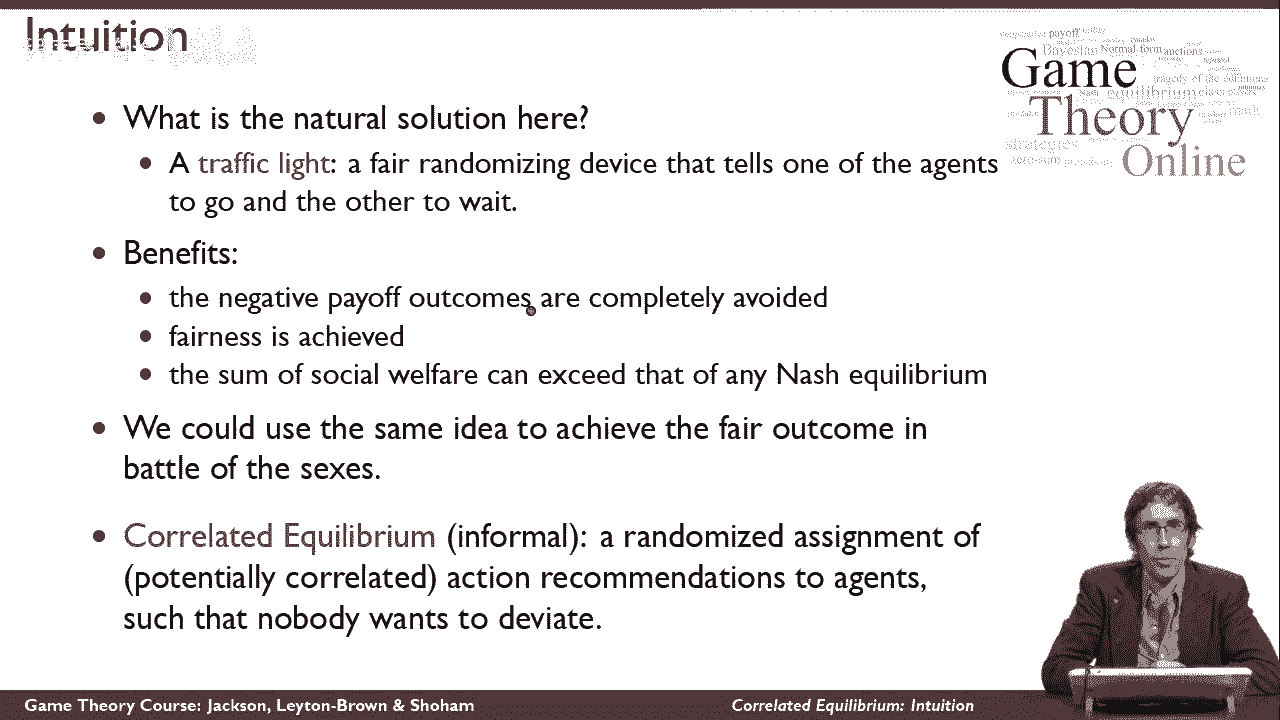 Intuition
Game
Theory
Online
What is the natural solution here?
A traffic light: a fair randomizing device that tells one of the agents
to go and the other to wait.
Benefits:
the negative payoff outcomes are completely avoided
fairness is achieved
the sum of social welfare can exceed that of any Nash equilibrium
We could use the same idea to achieve the fair outcome in
battle of the sexes.
Correlated Equilibrium (informal): a randomized assignment of
(potentially correlated) action recommendations to agents,
such that nobody wants to deviate.
Game Theory Course: Jackson, Leyton-Brown & Shoham
Correlated Equilibrium: Intuition